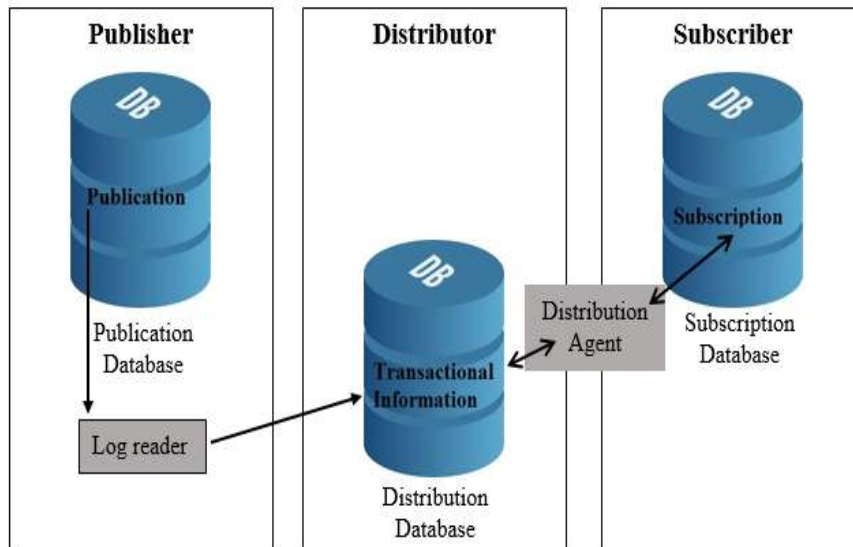 Publisher
DB
Publication
Publication
Database
Log reader
Distributor
DB
Transactional
Information
Distribution
Database
Distribution
Agent
Subscriber
DB
Subscription
Subscription
Database